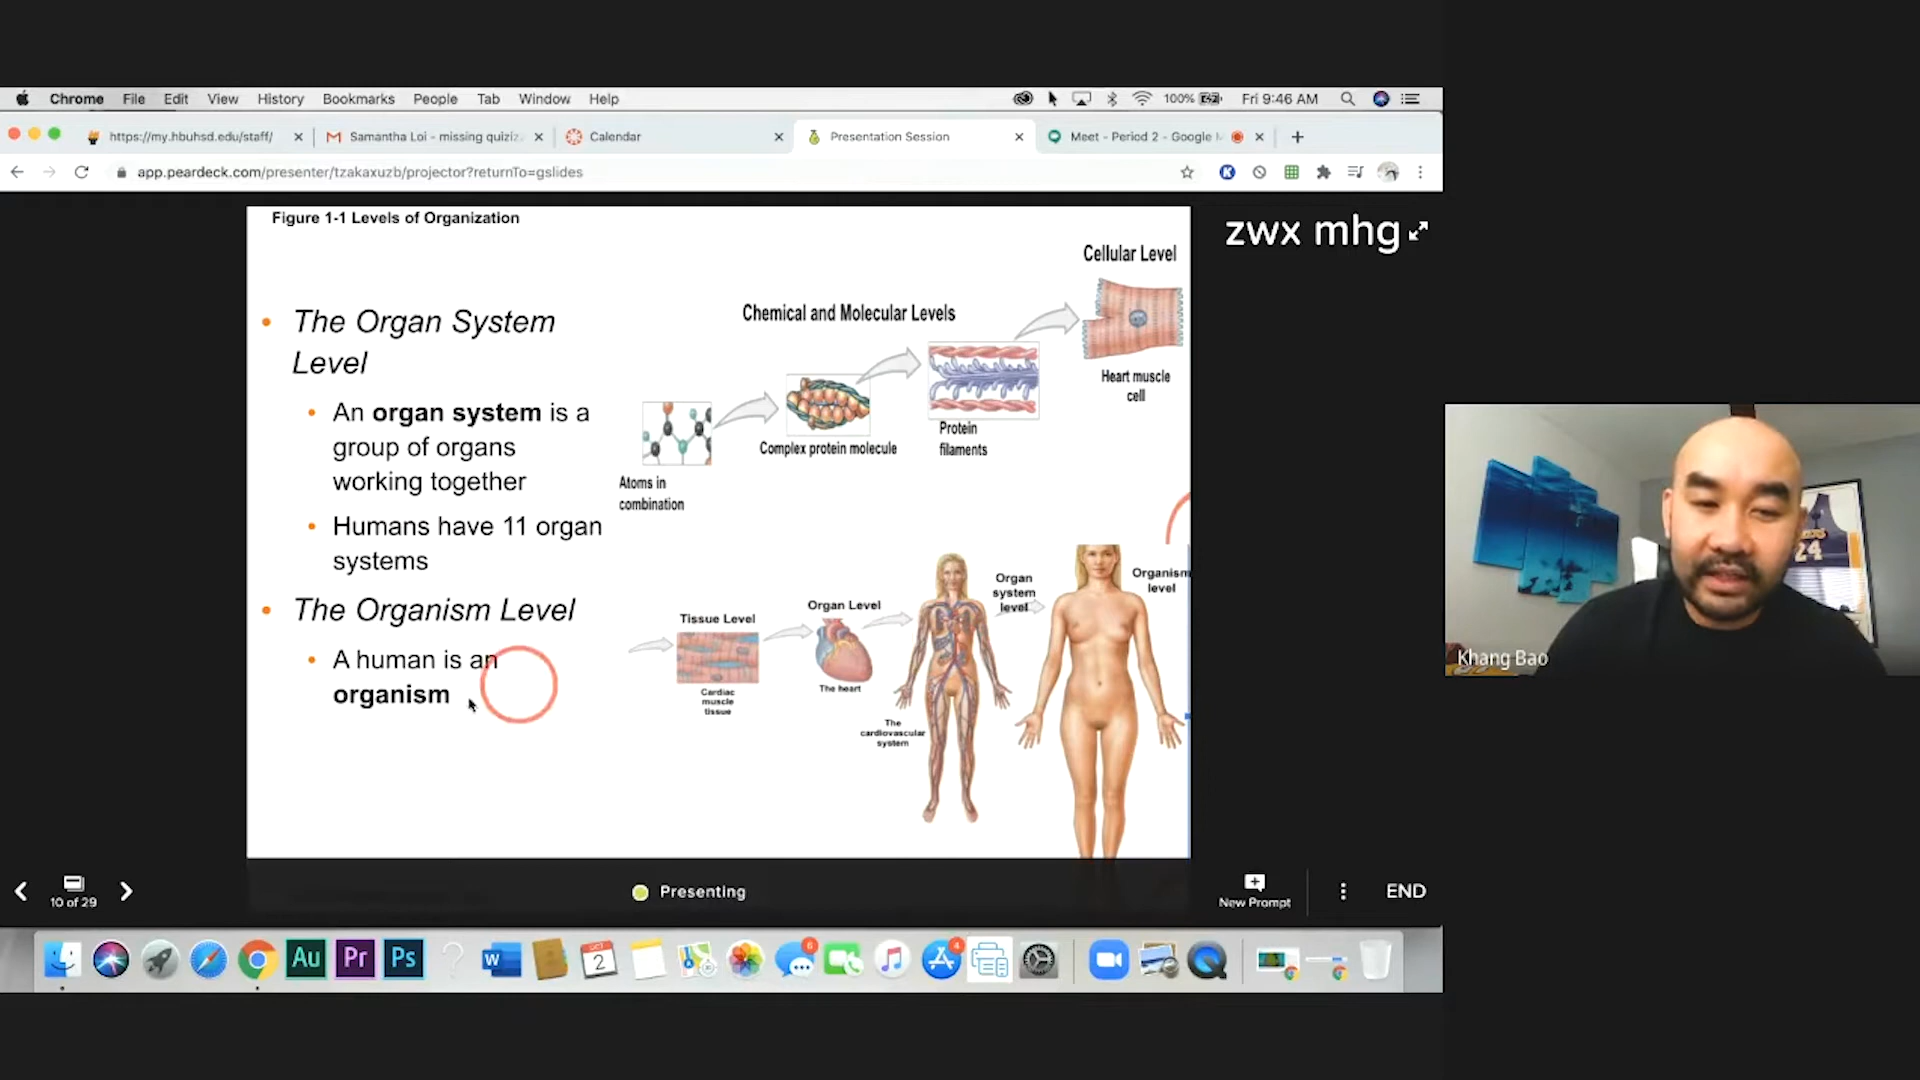 Chrome File Edit View History Bookmarks People Tab Window Help 100% Fri 9:46 AM
https://my.hbuhsd.edu/staff/ Samantha Loi - missing quiziz Calendar Presentation Session Meet - Period 2 - Google M
app.peardeck.com/presenter/tzakaxuzb/projector?returnTo=gslides
Figure 1-1 Levels of Organization
zwx mhg
• The Organ System
Level
• An organ system is a
group of organs
working together
• Humans have 11 organ
systems
• The Organism Level
• A human is an
organism
Cellular Level
Chemical and Molecular Levels
Heart muscle
cell
Protein
filaments
Complex protein molecule
Atoms in
combination
Tissue Level
Cardiac
muscle
tissue
Organ Level
The heart
Organ
system
level
The
cardiovascular
system
Organism
level
24
Khang Bao
10 of 29
Presenting
New Prompt
END
Au Pr Ps W
OCT
2
6
4